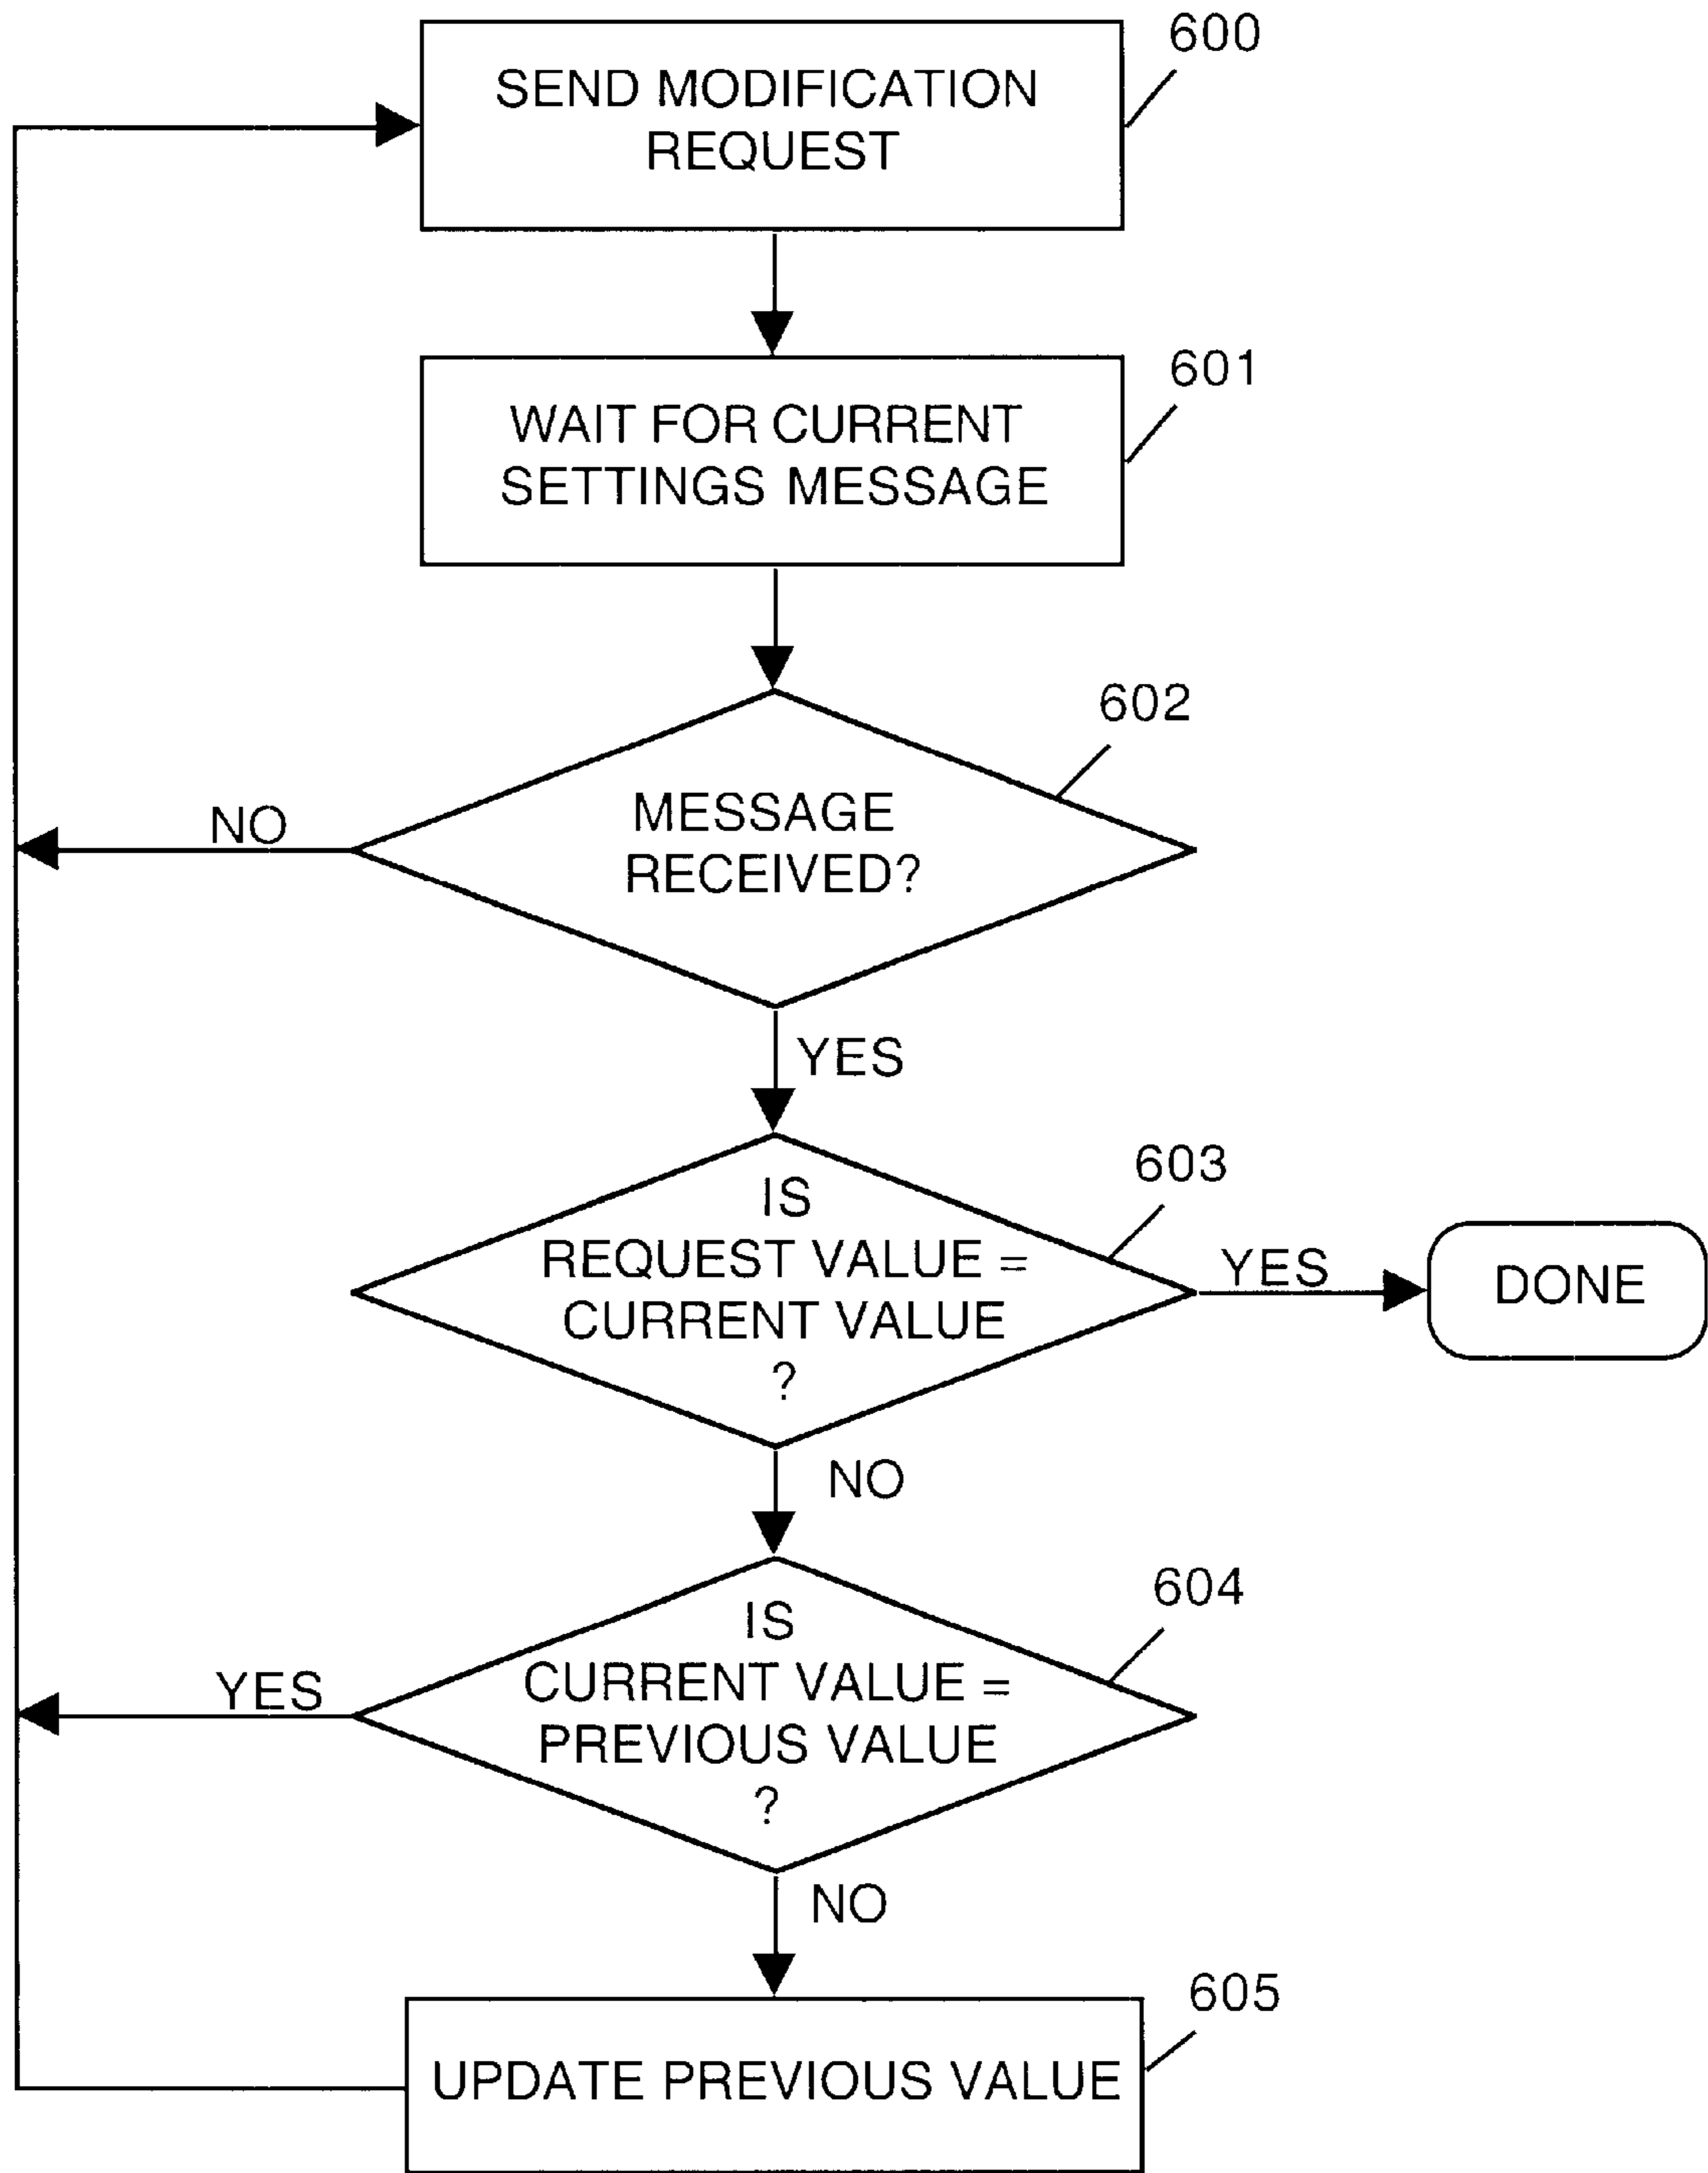 600
SEND MODIFICATION
REQUEST
601
WAIT FOR CURRENT
SETTINGS MESSAGE
602
MESSAGE
RECEIVED?
NO
YES
603
IS
REQUEST VALUE =
CURRENT VALUE
?
YES
DONE
NO
604
IS
CURRENT VALUE =
PREVIOUS VALUE
?
YES
NO
605
UPDATE PREVIOUS VALUE